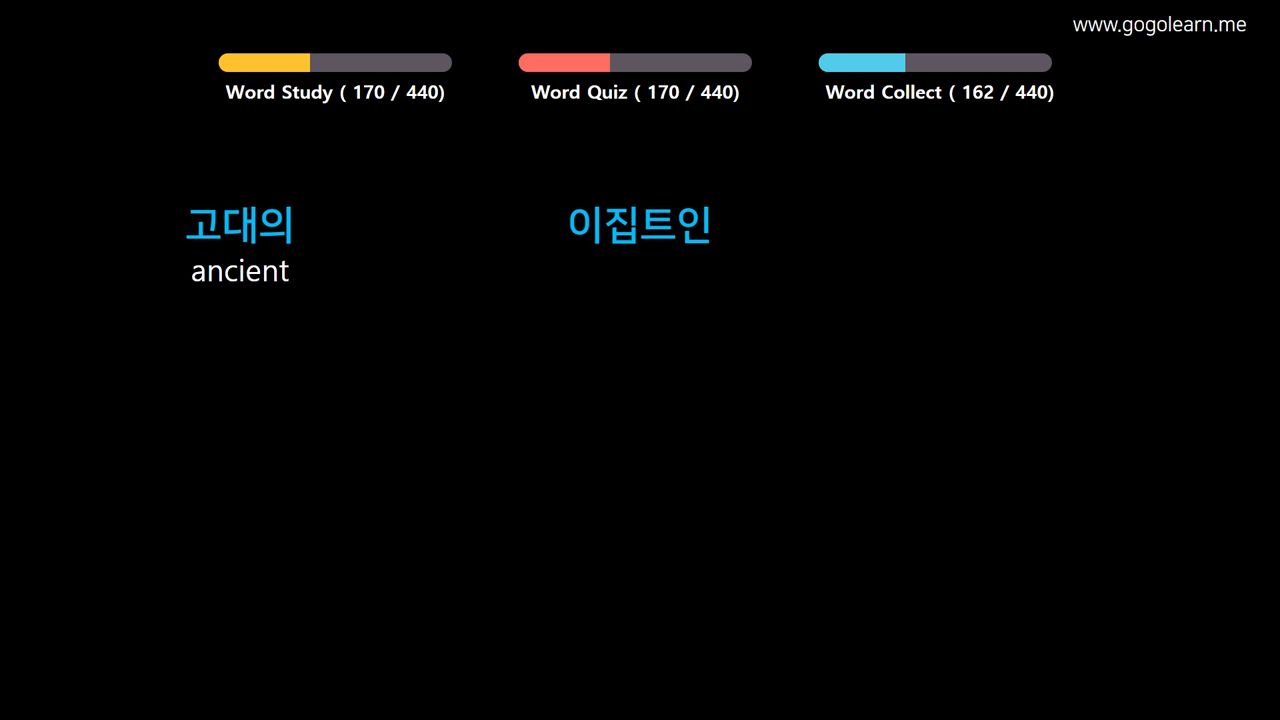 www.gogolearn.me
Word Study ( 170 / 440)
Word Quiz ( 170 / 440)
Word Collect ( 162 / 440)
고대의
이집트인
ancient